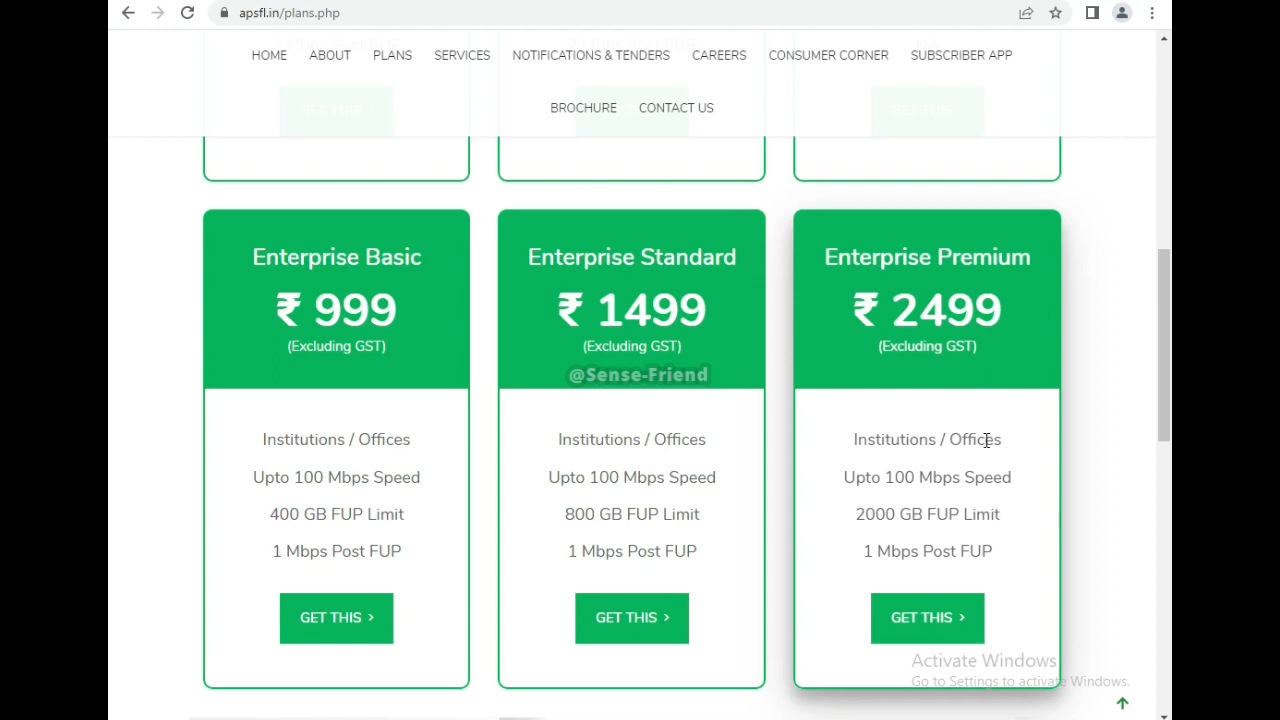 apsfl.in/plans.php
HOME ABOUT PLANS SERVICES NOTIFICATIONS & TENDERS CAREERS CONSUMER CORNER SUBSCRIBER APP
BROCHURE CONTACT US
Enterprise Basic
₹ 999
(Excluding GST)
Institutions / Offices
Upto 100 Mbps Speed
400 GB FUP Limit
1 Mbps Post FUP
GET THIS >
Enterprise Standard
₹ 1499
(Excluding GST)
@Sense-Friend
Institutions / Offices
Upto 100 Mbps Speed
800 GB FUP Limit
1 Mbps Post FUP
GET THIS >
Enterprise Premium
₹ 2499
(Excluding GST)
Institutions / Offices
Upto 100 Mbps Speed
2000 GB FUP Limit
1 Mbps Post FUP
GET THIS >
Activate Windows
Go to Settings to activate Windows.